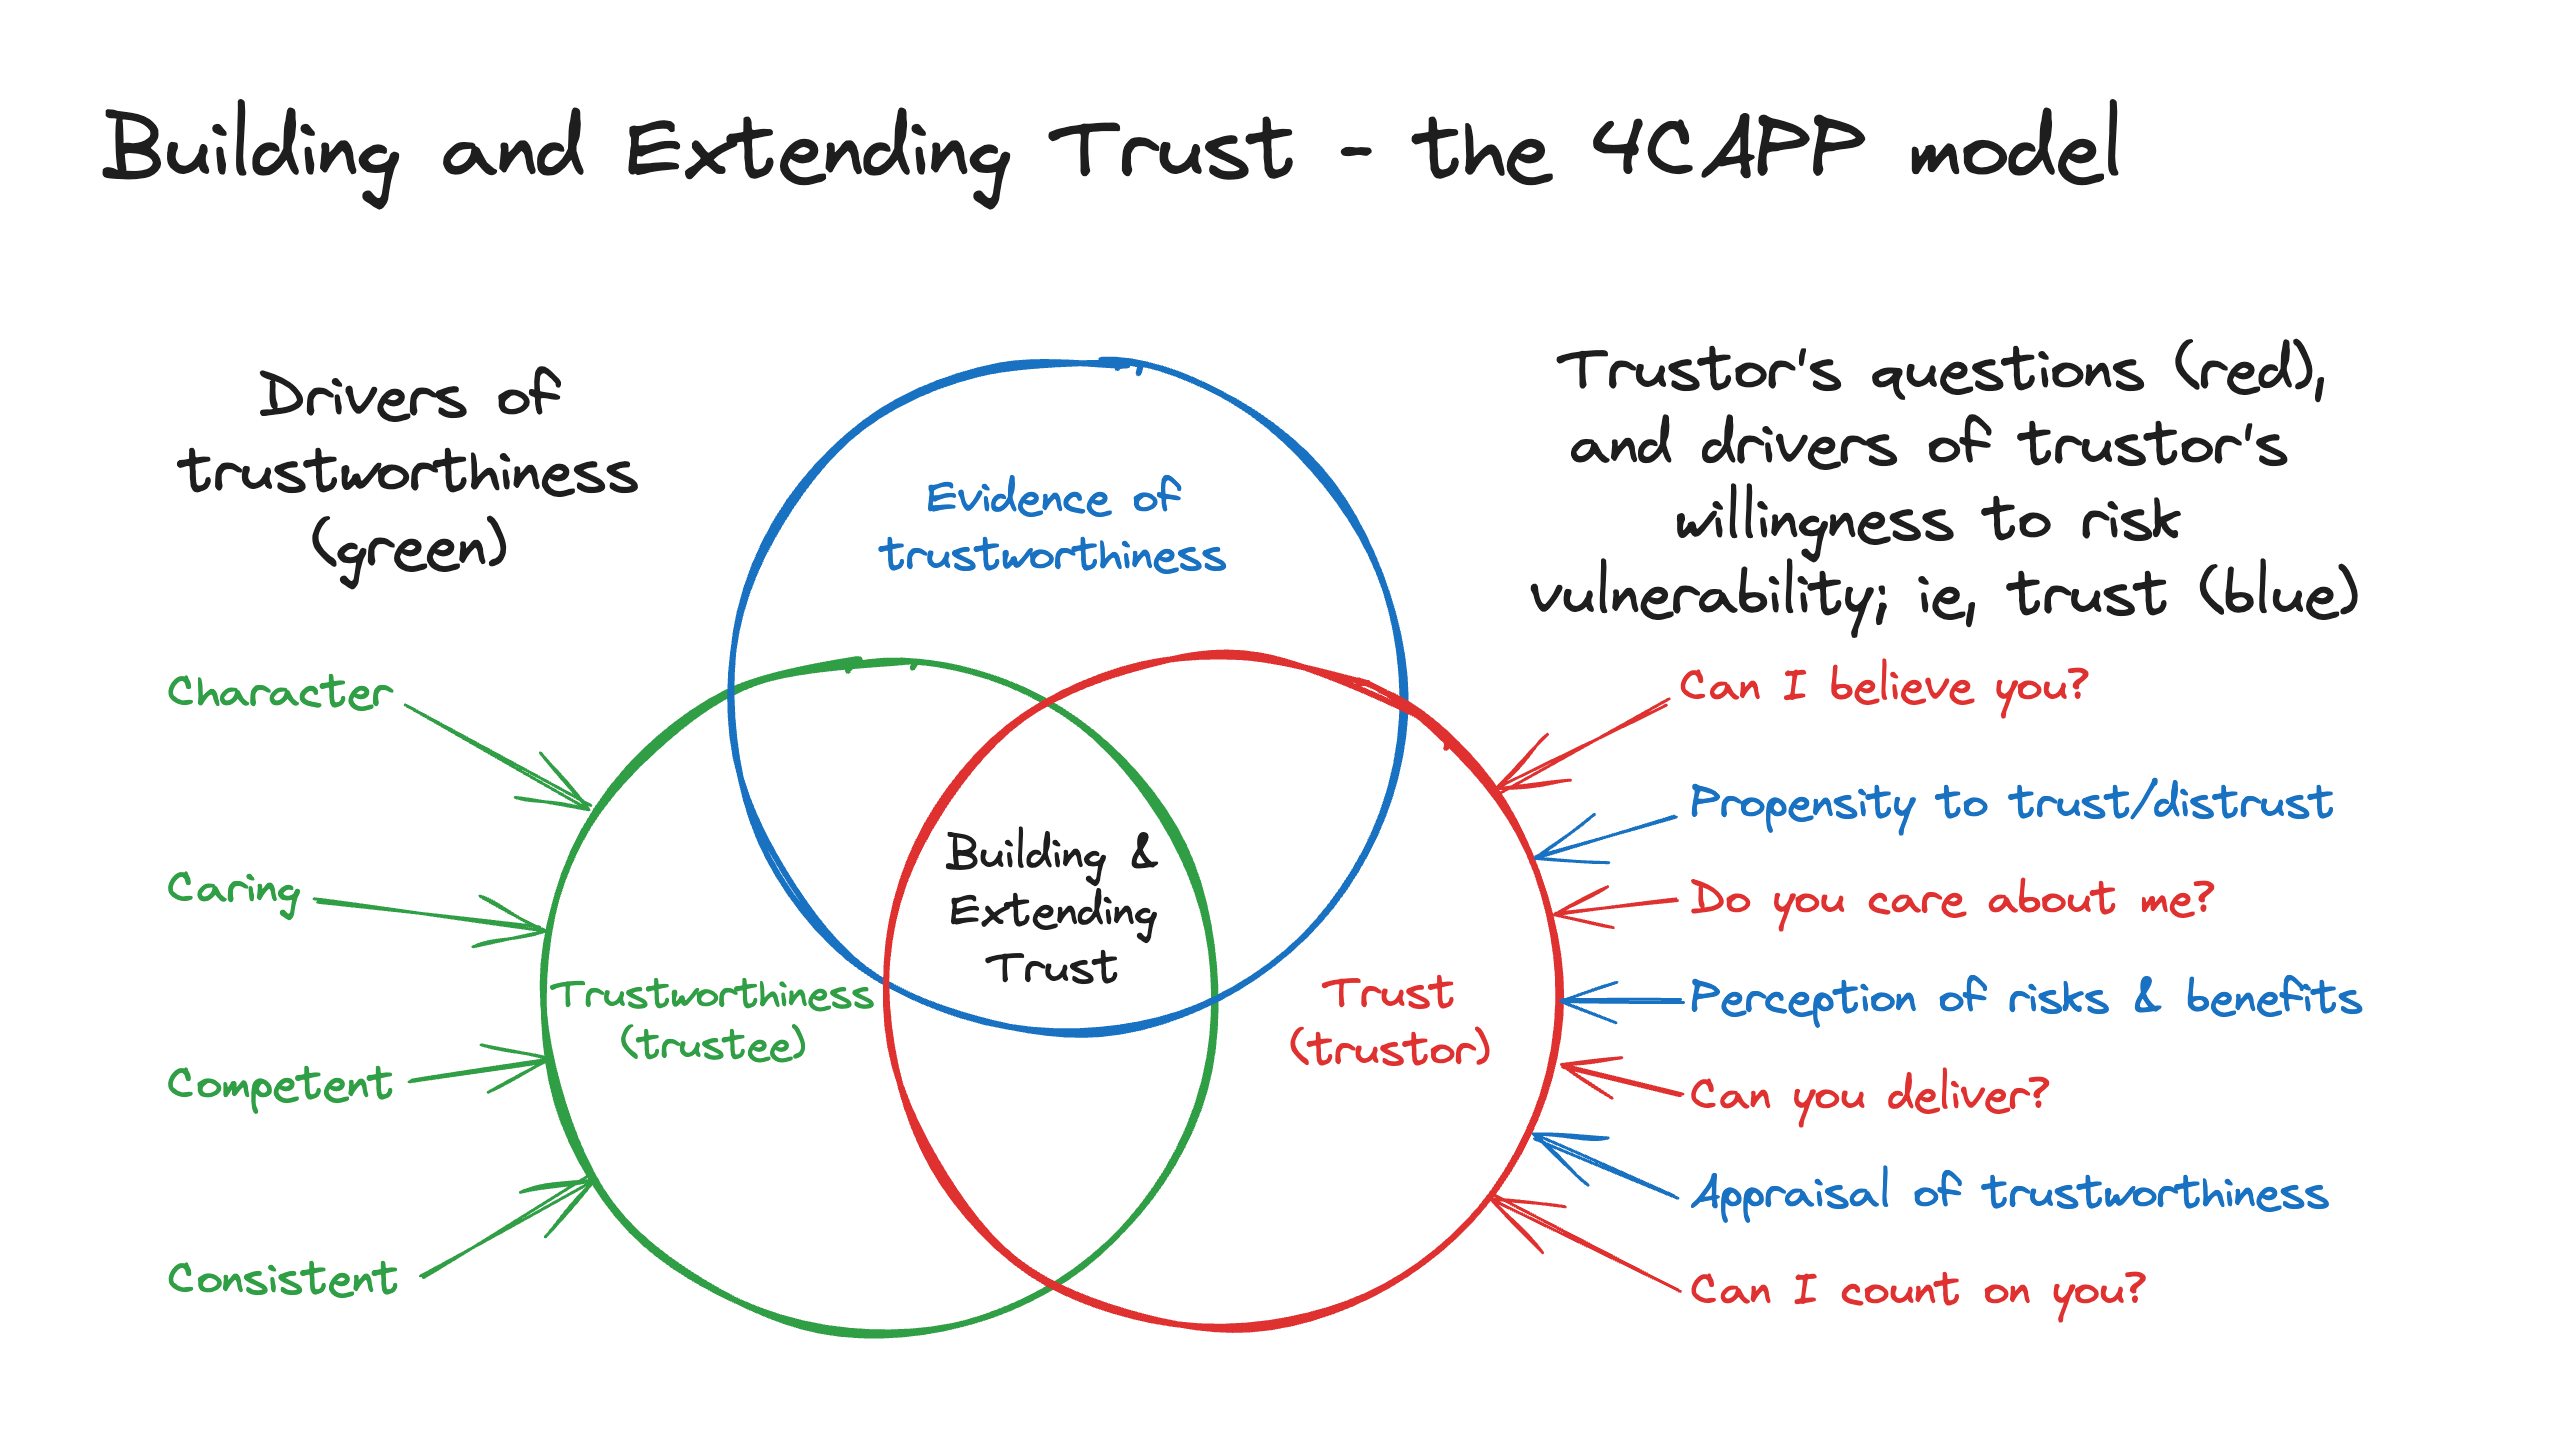 Building and Extending Trust - the 4CAPP model
Drivers of
trustworthiness
(green)
Character
Caring
Competent
Consistent
Evidence of
trustworthiness
Building &
Extending
Trust
Trustworthiness
(trustee)
Trust
(trustor)
Trustor's questions (red),
and drivers of trustor's
willingness to risk
vulnerability; ie, trust (blue)
Can I believe you?
Propensity to trust/distrust
Do you care about me?
Perception of risks & benefits
Can you deliver?
Appraisal of trustworthiness
Can I count on you?